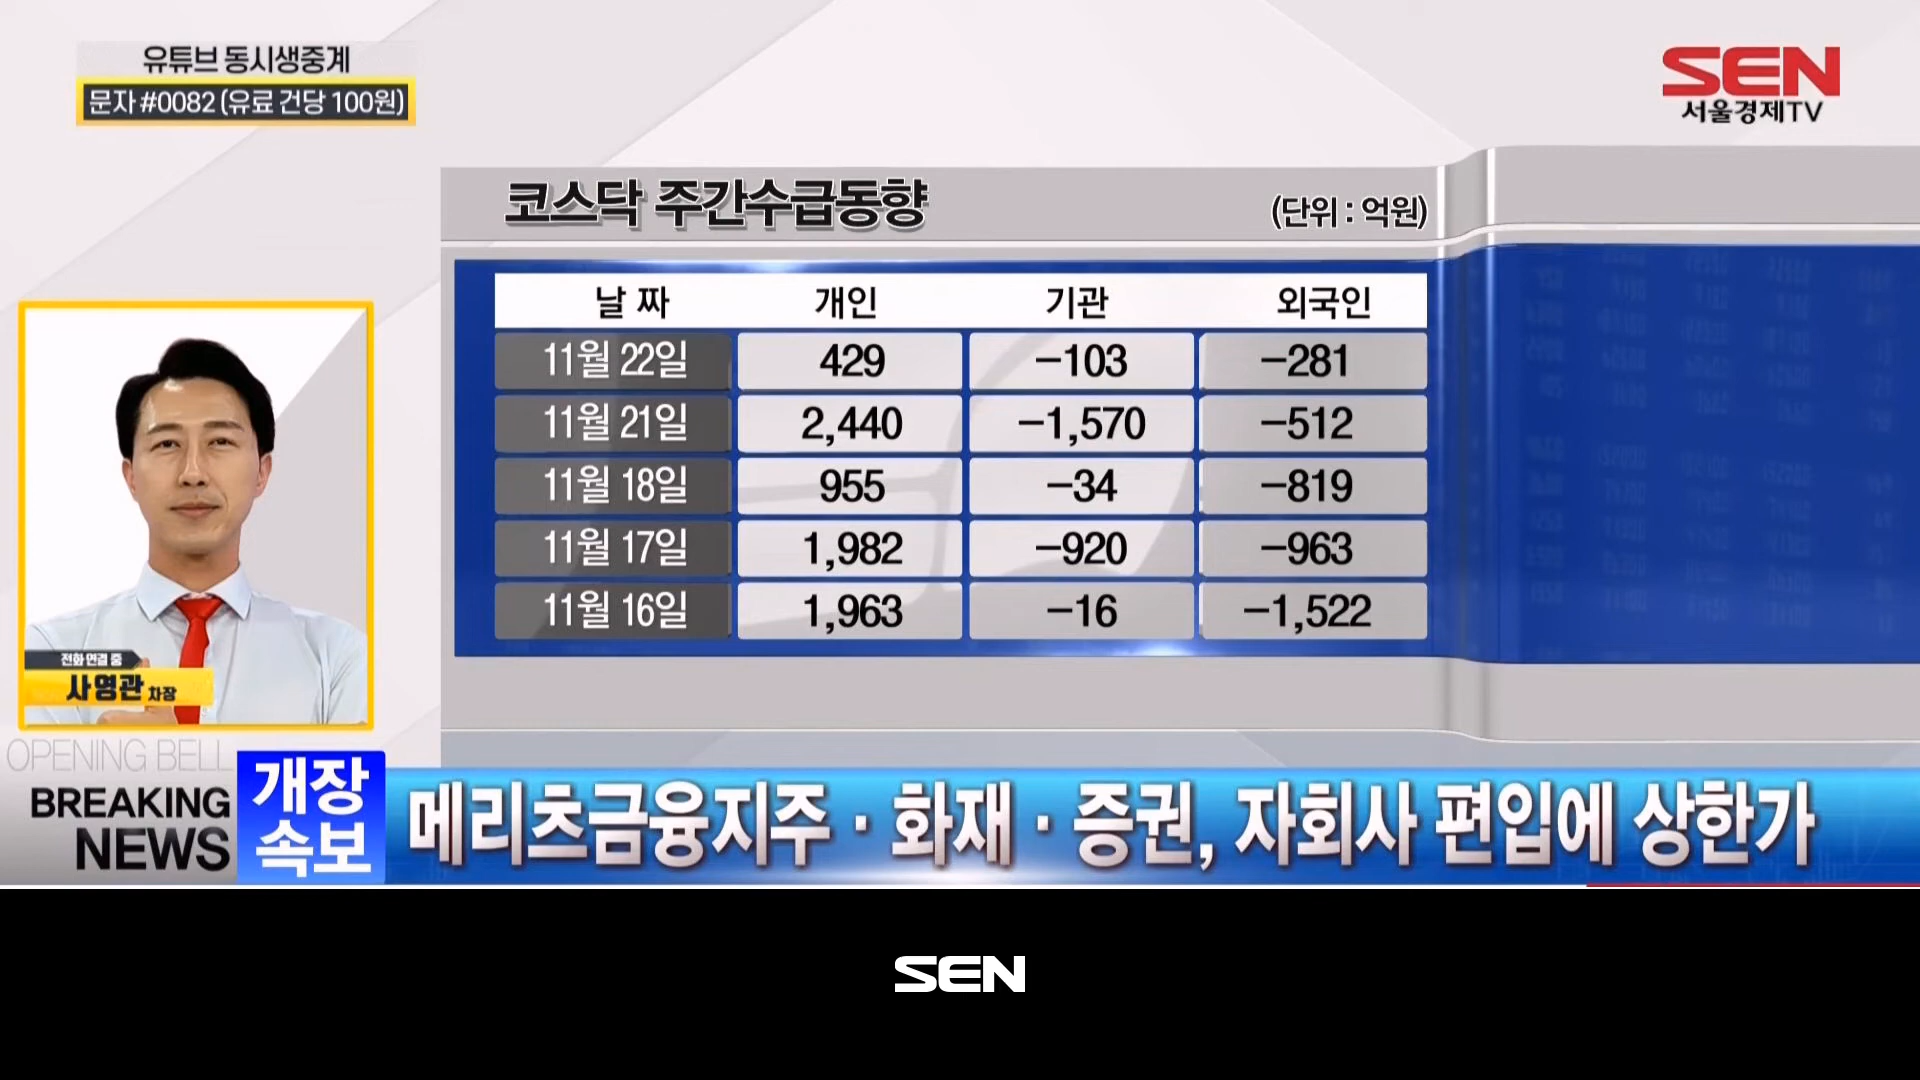 유튜브 동시생중계
문자 #0082 (유료 건당 100원)
SEN
서울경제TV
코스닥 주간수급동향
(단위 : 억원)
날 짜 개인 기관 외국인
11월 22일 429 -103 -281
11월 21일 2,440 -1,570 -512
11월 18일 955 -34 -819
11월 17일 1,982 -920 -963
11월 16일 1,963 -16 -1,522
전화 연결 중
사영관 차장
OPENING BELL
BREAKING
NEWS
개장
속보
메리츠금융지주 · 화재 · 증권, 자회사 편입에 상한가
SEN